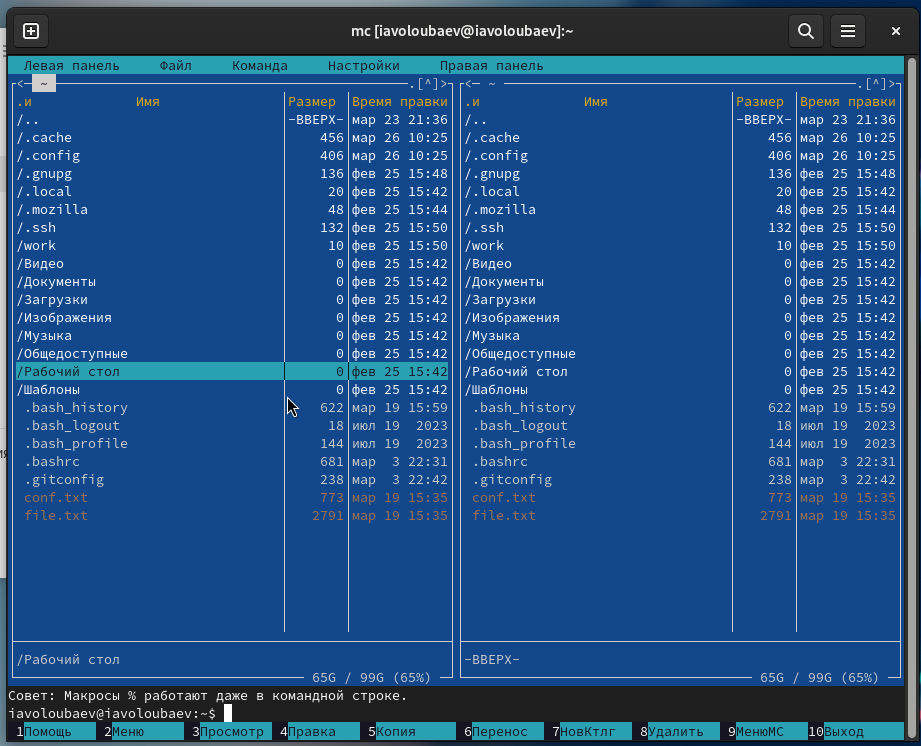 mc [iavoloubaev@iavoloubaev]:~
Левая панель Файл Команда Настройки Правая панель
<─ ~ .[^]> <─ ~ .[^]>
.и Имя Размер Время правки .и Имя Размер Время правки
/.. -ВВЕРХ- мар 23 21:36 /.. -ВВЕРХ- мар 23 21:36
/.cache 456 мар 26 10:25 /.cache 456 мар 26 10:25
/.config 406 мар 26 10:25 /.config 406 мар 26 10:25
/.gnupg 136 фев 25 15:48 /.gnupg 136 фев 25 15:48
/.local 20 фев 25 15:42 /.local 20 фев 25 15:42
/.mozilla 48 фев 25 15:44 /.mozilla 48 фев 25 15:44
/.ssh 132 фев 25 15:50 /.ssh 132 фев 25 15:50
/work 10 фев 25 15:50 /work 10 фев 25 15:50
/Видео 0 фев 25 15:42 /Видео 0 фев 25 15:42
/Документы 0 фев 25 15:42 /Документы 0 фев 25 15:42
/Загрузки 0 фев 25 15:42 /Загрузки 0 фев 25 15:42
/Изображения 0 фев 25 15:42 /Изображения 0 фев 25 15:42
/Музыка 0 фев 25 15:42 /Музыка 0 фев 25 15:42
/Общедоступные 0 фев 25 15:42 /Общедоступные 0 фев 25 15:42
/Рабочий стол 0 фев 25 15:42 /Рабочий стол 0 фев 25 15:42
/Шаблоны 0 фев 25 15:42 /Шаблоны 0 фев 25 15:42
.bash_history 622 мар 19 15:59 .bash_history 622 мар 19 15:59
.bash_logout 18 июл 19 2023 .bash_logout 18 июл 19 2023
.bash_profile 144 июл 19 2023 .bash_profile 144 июл 19 2023
.bashrc 681 мар 3 22:31 .bashrc 681 мар 3 22:31
.gitconfig 238 мар 3 22:42 .gitconfig 238 мар 3 22:42
conf.txt 773 мар 19 15:35 conf.txt 773 мар 19 15:35
file.txt 2791 мар 19 15:35 file.txt 2791 мар 19 15:35
/Рабочий стол -ВВЕРХ-
65G / 99G (65%) 65G / 99G (65%)
Совет: Макросы % работают даже в командной строке.
iavoloubaev@iavoloubaev:~$
1Помощь 2Меню 3Просмотр 4Правка 5Копия 6Перенос 7НовКтлг 8Удалить 9МенюМС 10Выход